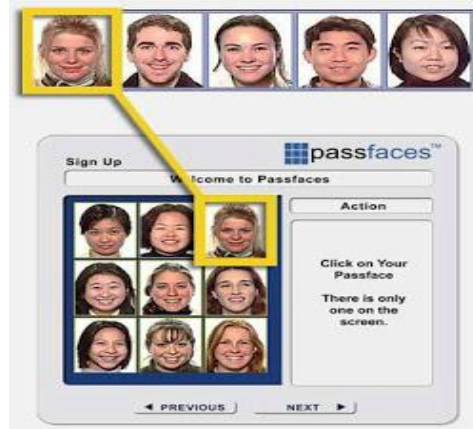 passfaces™
Sign Up
Welcome to Passfaces
Action
Click on Your
Passface
There is only
one on the
screen.
◄ PREVIOUS
NEXT ►